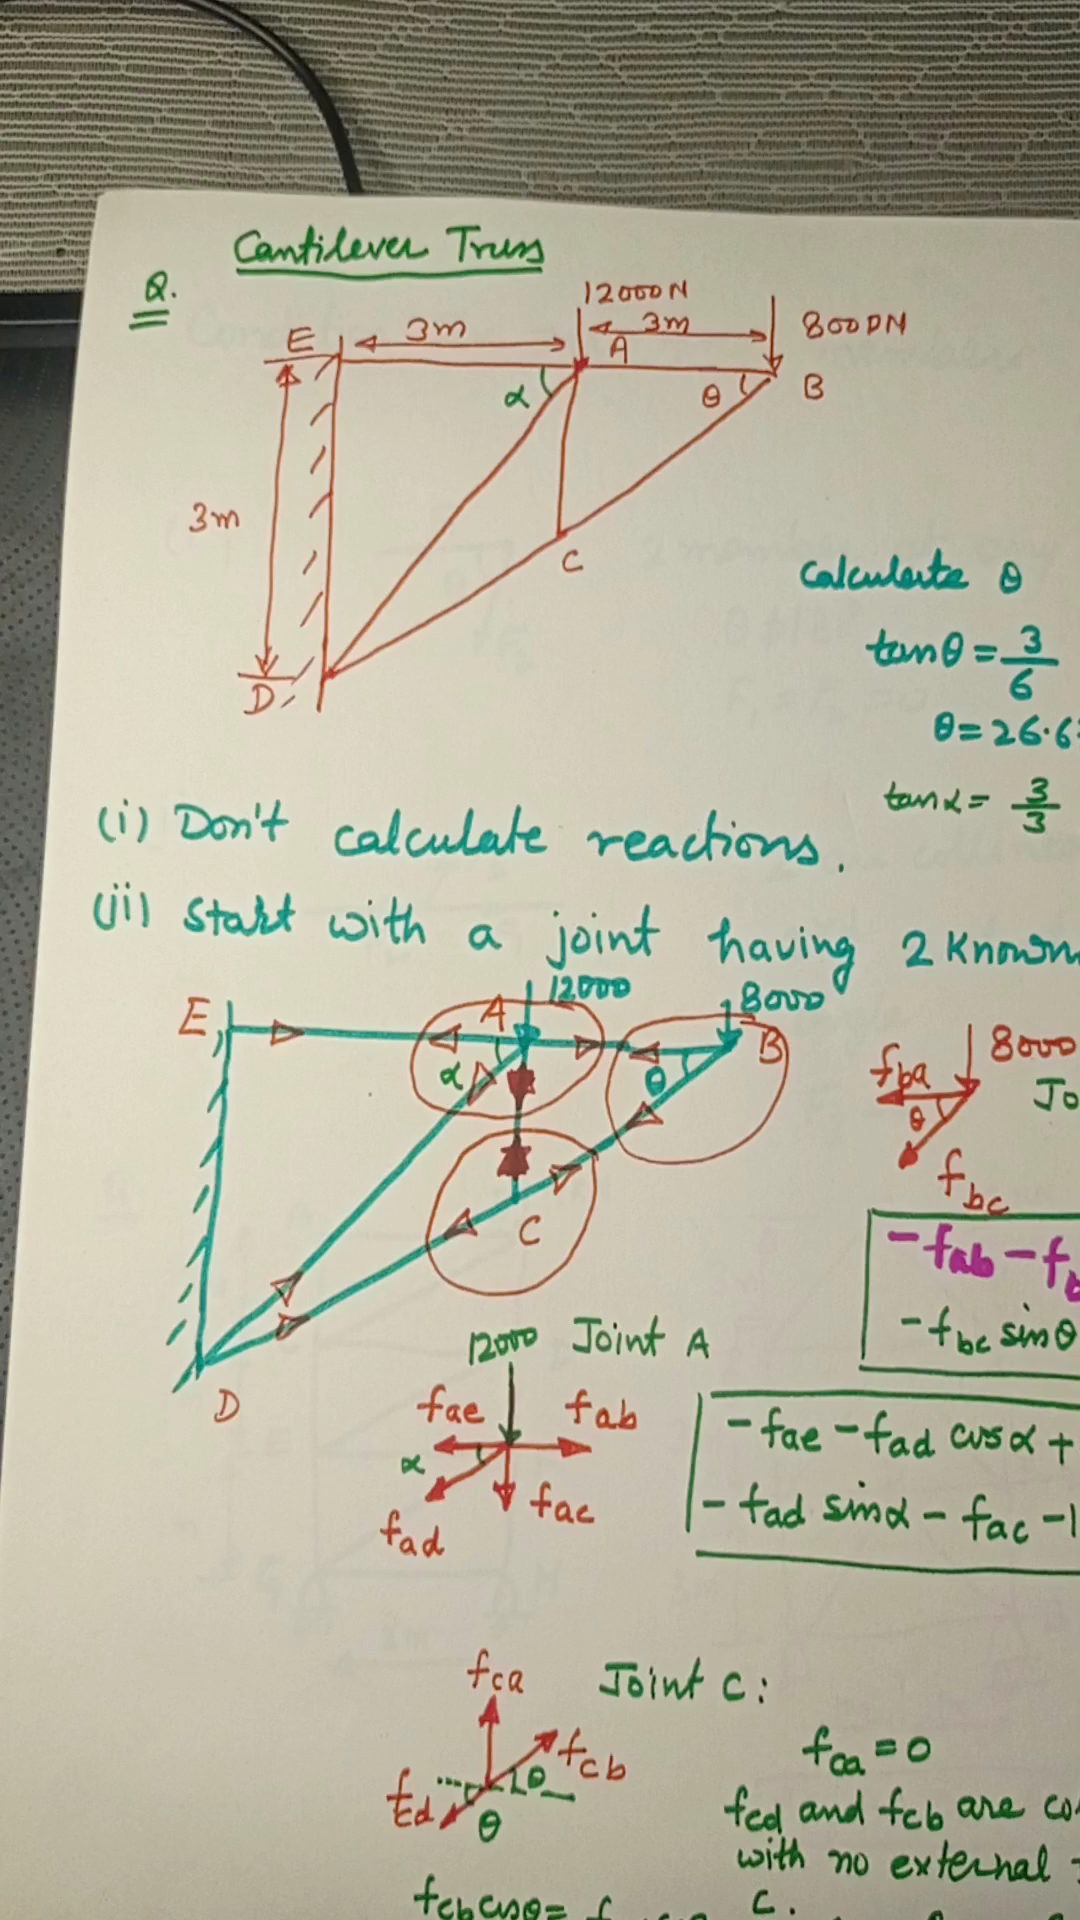 Cantilever Truss
Q.
12000N
3m
3m
8000N
E
A
α
θ
B
3m
C
D
Calculate θ
tanθ = 3/6
θ = 26.6
tanα = 3/3
(i) Don't calculate reactions.
(ii) Start with a joint having 2 known
E
A
12000
8000
B
α
θ
C
D
8000
fba
θ
Jo
fbc
-fab - f
-fbc sinθ
12000 Joint A
fae
fab
α
fad
fac
-fae - fad cosα +
- fad sinα - fac - 1
fca
Joint C:
fcb
θ
fcd
θ
fca = 0
fcd and fcb are co
with no external
C.
fcb cosθ =